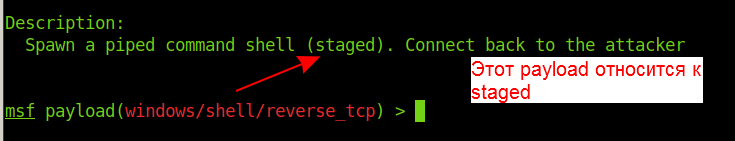 Description:
Spawn a piped command shell (staged). Connect back to the attacker
Этот payload относится к
staged
msf payload(windows/shell/reverse_tcp) >